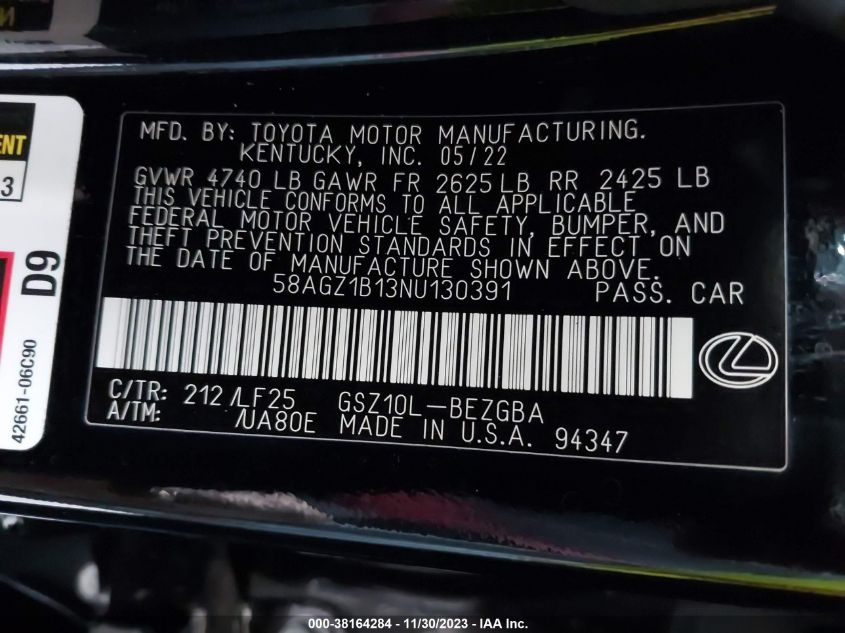 MFD. BY: TOYOTA MOTOR MANUFACTURING.
KENTUCKY, INC. 05/22
GVWR 4740 LB GAWR FR 2625 LB RR 2425 LB
THIS VEHICLE CONFORMS TO ALL APPLICABLE
FEDERAL MOTOR VEHICLE SAFETY, BUMPER, AND
THEFT PREVENTION STANDARDS IN EFFECT ON
THE DATE OF MANUFACTURE SHOWN ABOVE.
58AGZ1B13NU130391 PASS. CAR
C/TR: 212/LF25 GSZ10L-BEZGBA
A/TM: /UA80E MADE IN U.S.A. 94347
ENT
3
D9
42661-06C90
000-38164284 - 11/30/2023 - IAA Inc.